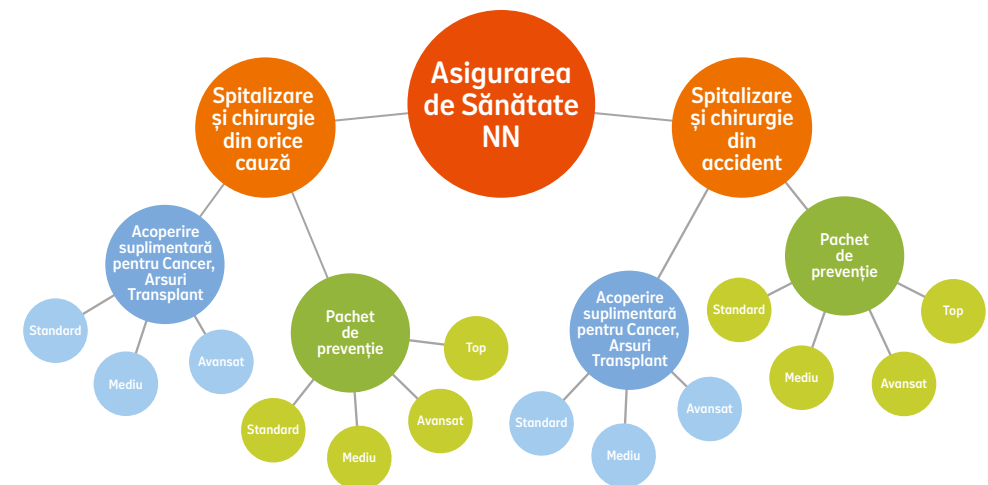 Asigurarea
de Sănătate
NN
Spitalizare
și chirurgie
din orice
cauză
Spitalizare
și chirurgie
din
accident
Acoperire
suplimentară
pentru Cancer,
Arsuri
Transplant
Standard
Mediu
Avansat
Pachet
de
prevenție
Standard
Mediu
Avansat
Top
Acoperire
suplimentară
pentru Cancer,
Arsuri
Transplant
Standard
Mediu
Avansat
Pachet
de
prevenție
Standard
Mediu
Avansat
Top